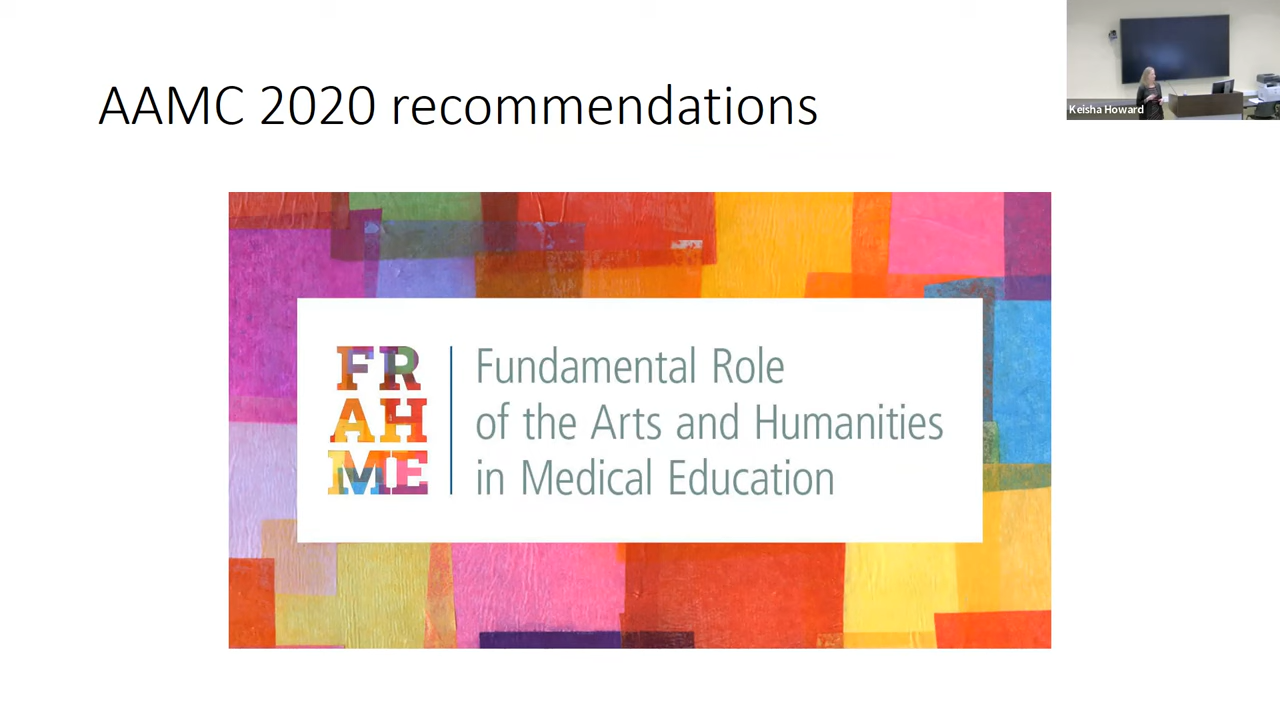 AAMC 2020 recommendations
Keisha Howard
FR
AH
ME
Fundamental Role
of the Arts and Humanities
in Medical Education